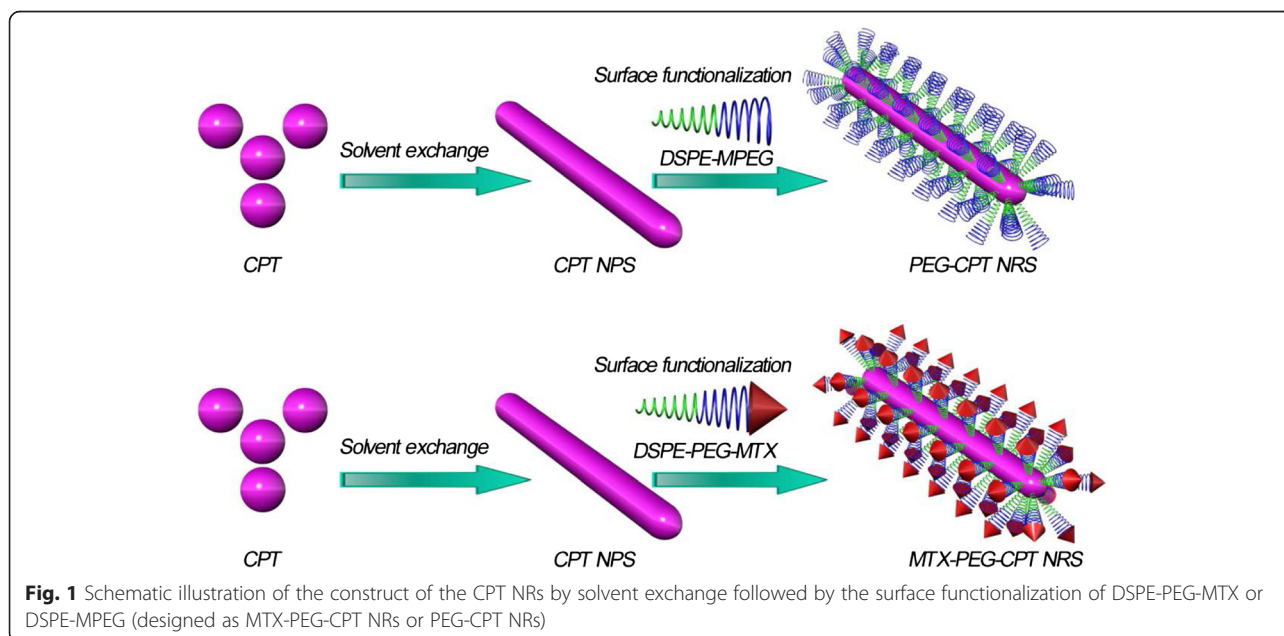 Surface functionalization
Solvent exchange
DSPE-MPEG
CPT
CPT NPS
PEG-CPT NRS
Surface functionalization
Solvent exchange
DSPE-PEG-MTX
CPT
CPT NPS
MTX-PEG-CPT NRS
Fig. 1 Schematic illustration of the construct of the CPT NRs by solvent exchange followed by the surface functionalization of DSPE-PEG-MTX or
DSPE-MPEG (designed as MTX-PEG-CPT NRs or PEG-CPT NRs)